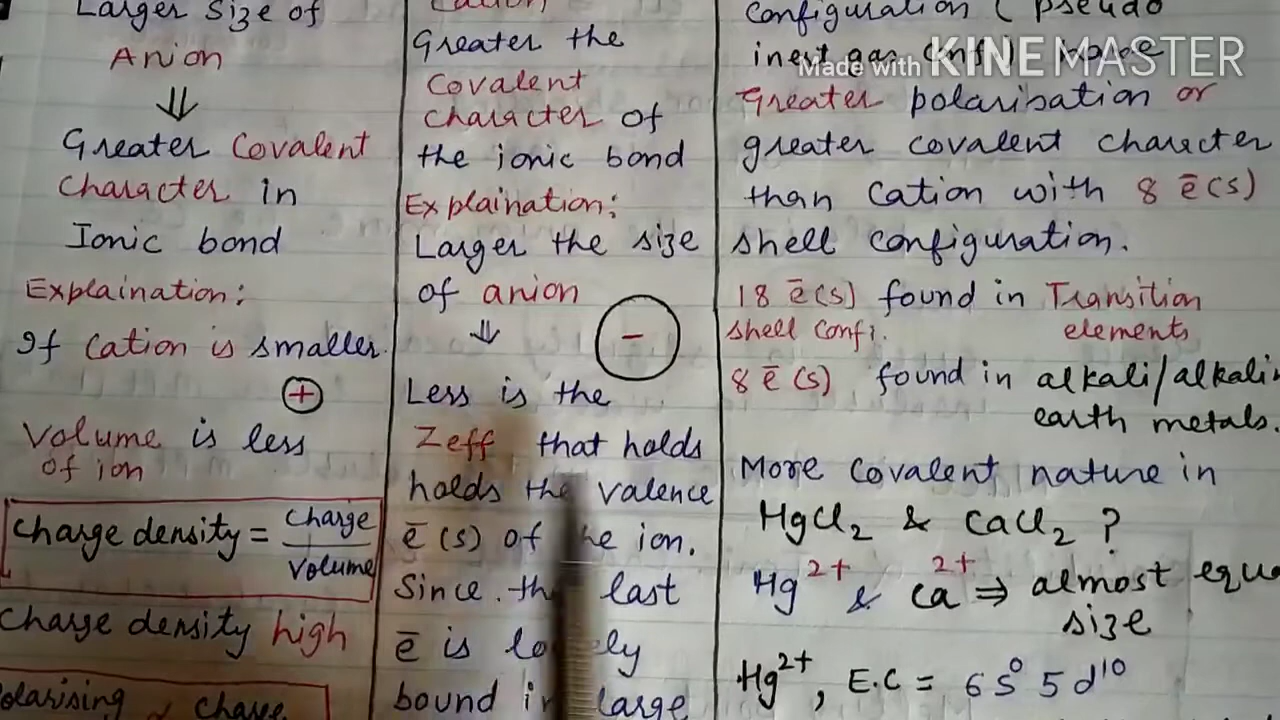 Larger Size of
Anion
⇓
Greater Covalent
Character in
Ionic bond
Explaination:
If Cation is smaller.
+
Volume is less
of ion
Charge density = Charge
Volume
Charge density high
Cation,
Greater the
Covalent
Character of
the ionic bond
Explaination:
Larger the size
of anion
⇓
−
Less is the
Zeff that holds
holds the valence
ē(s) of the ion.
Since the last
ē is
bound in large
Configuration ( pseudo
inert gas
Greater polarisation or
greater covalent character
than Cation with 8 ē(s)
shell configuration.
18 ē(s) found in Transition
shell Confi. elements
8 ē(s) found in alkali/alkali
earth metals.
More Covalent nature in
HgCl₂ & CaCl₂ ?
Hg²⁺ & Ca²⁺ ⇒ almost equa
size
Hg²⁺, E.C = 6S⁰ 5d¹⁰
Made with KINEMASTER